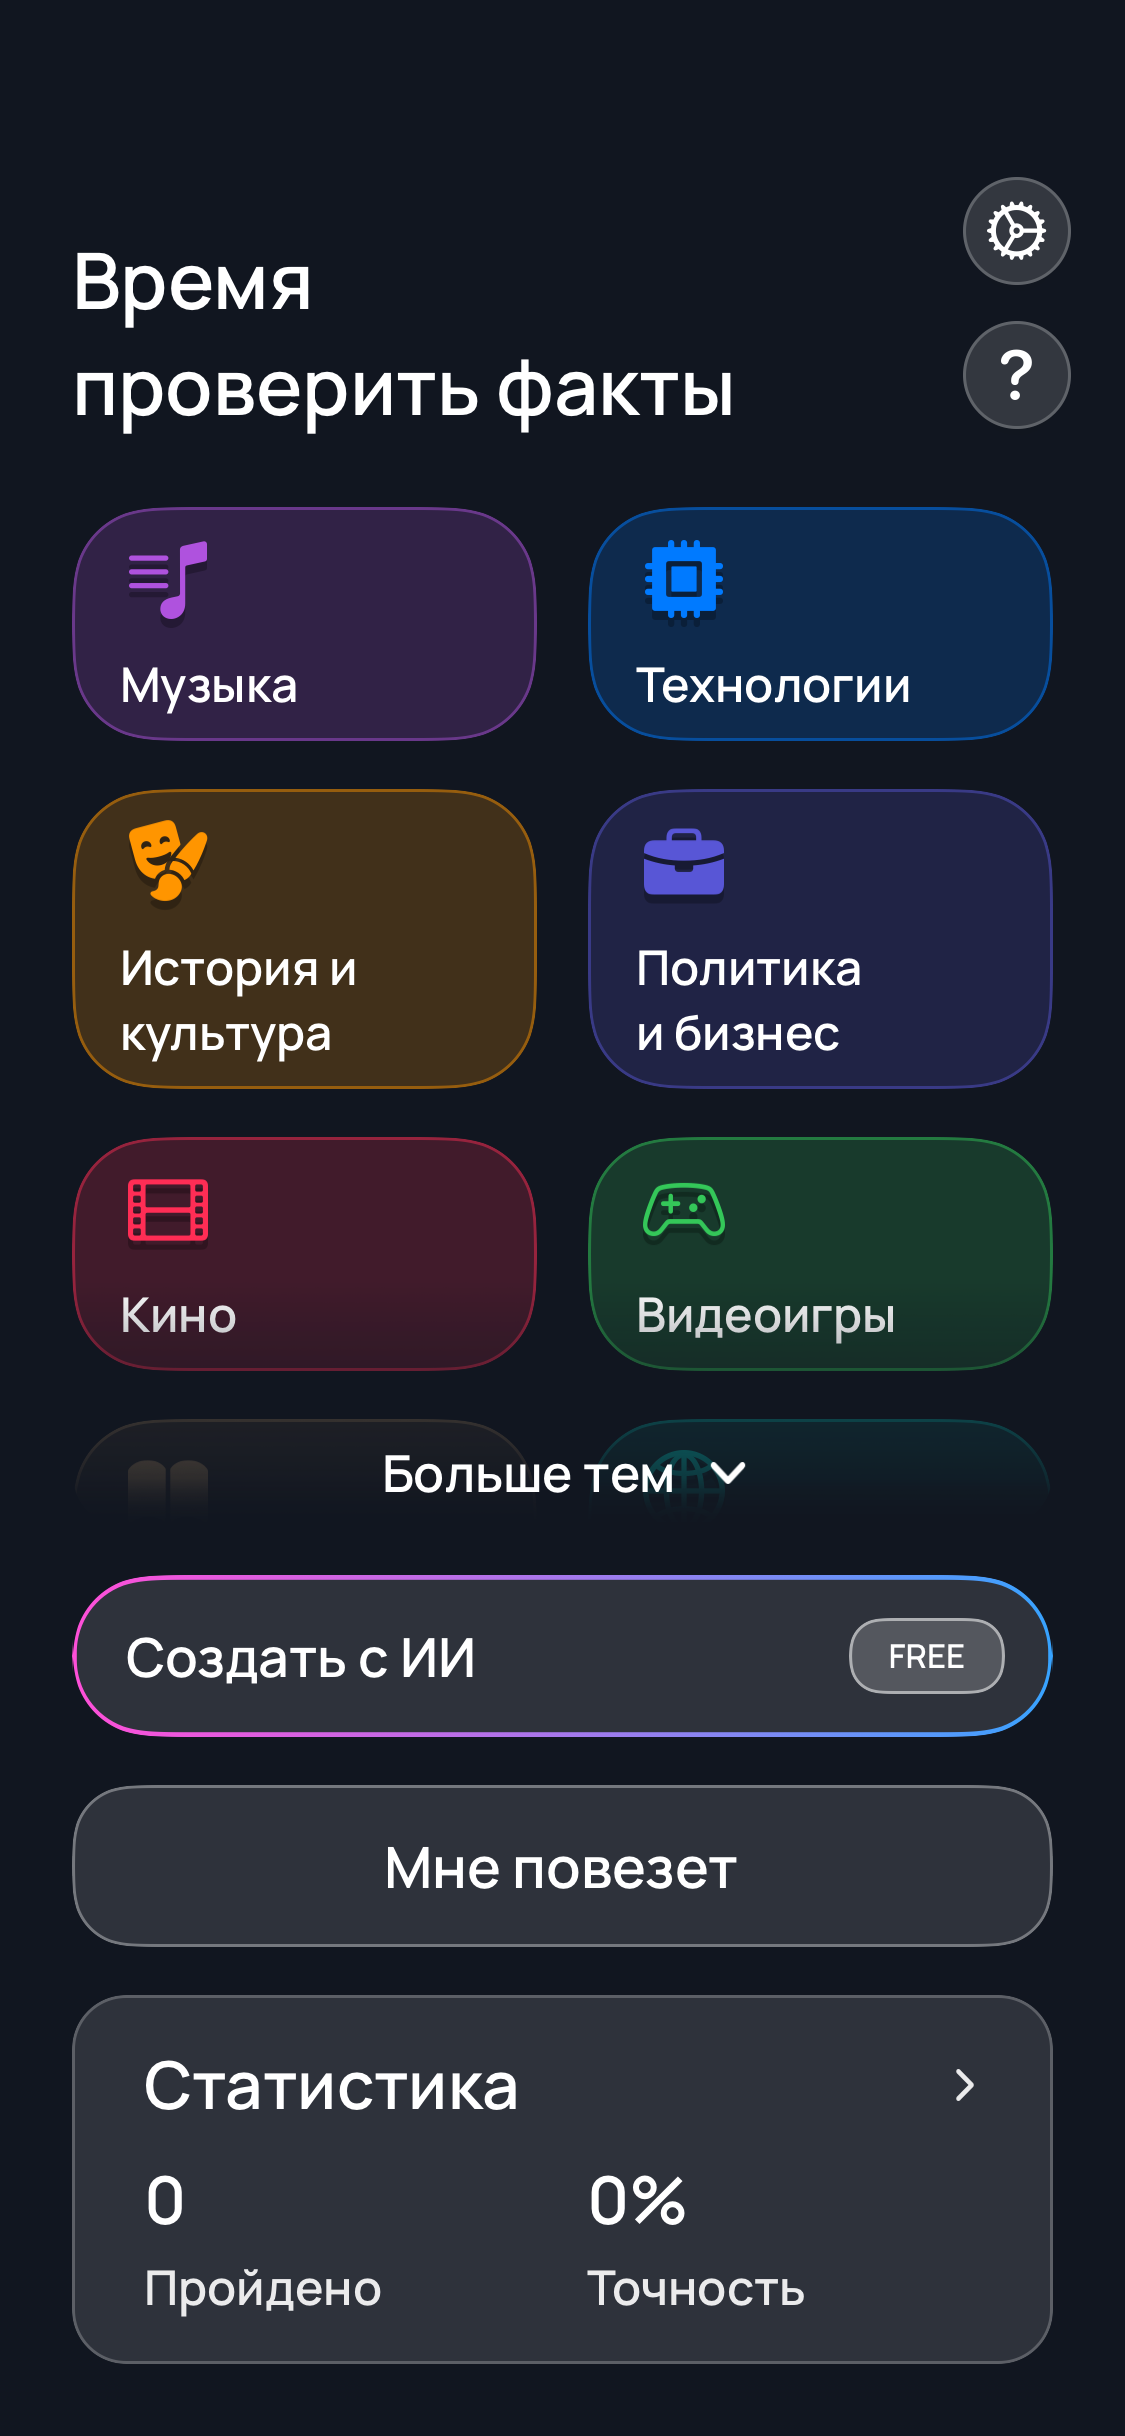 Время
проверить факты
?
Музыка
Технологии
История и
культура
Политика
и бизнес
Кино
Видеоигры
Больше тем
Создать с ИИ
FREE
Мне повезет
Статистика
0
0%
Пройдено
Точность